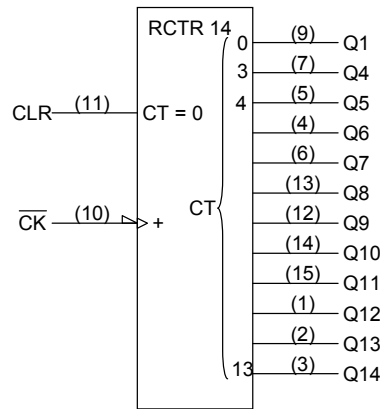 RCTR 14
0 (9) Q1
3 (7) Q4
4 (5) Q5
(4) Q6
(6) Q7
(13) Q8
(12) Q9
(14) Q10
(15) Q11
(1) Q12
(2) Q13
13 (3) Q14
CLR (11) CT = 0
CK (10) +
CT